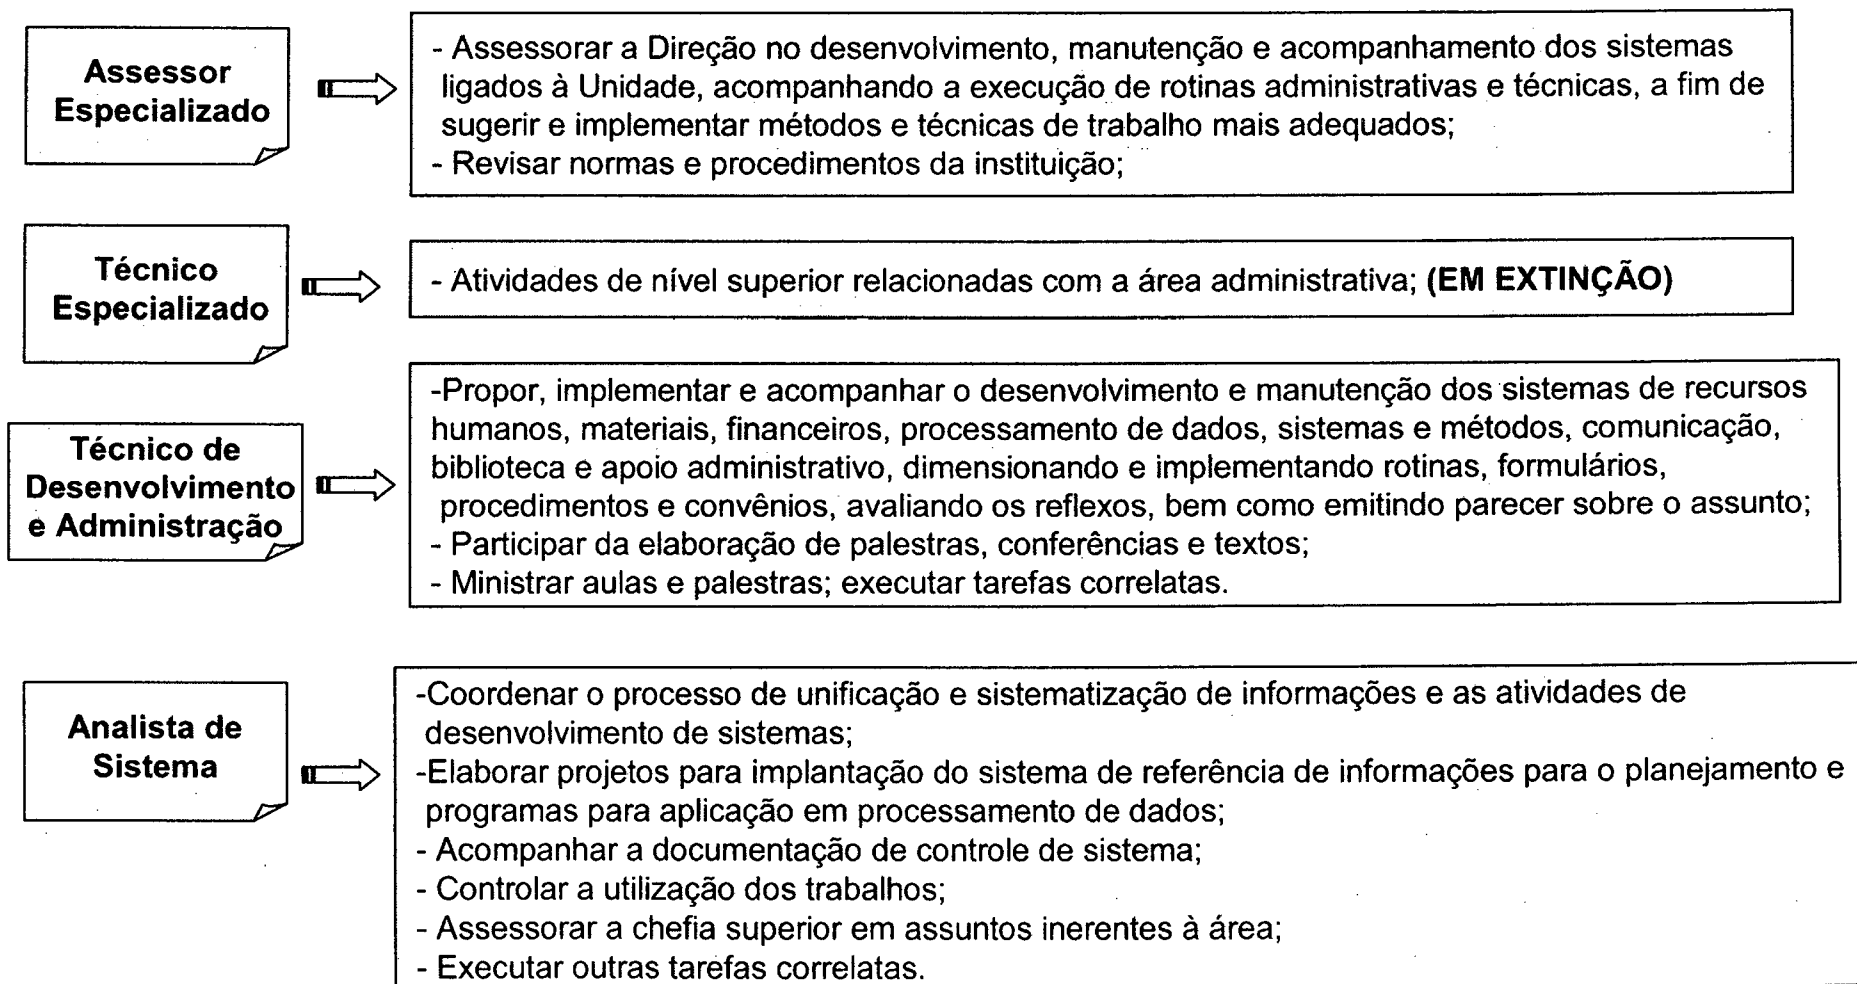 Assessor
Especializado
- Assessorar a Direção no desenvolvimento, manutenção e acompanhamento dos sistemas
ligados à Unidade, acompanhando a execução de rotinas administrativas e técnicas, a fim de
sugerir e implementar métodos e técnicas de trabalho mais adequados;
- Revisar normas e procedimentos da instituição;
Técnico
Especializado
- Atividades de nível superior relacionadas com a área administrativa; (EM EXTINÇÃO)
Técnico de
Desenvolvimento
e Administração
-Propor, implementar e acompanhar o desenvolvimento e manutenção dos sistemas de recursos
humanos, materiais, financeiros, processamento de dados, sistemas e métodos, comunicação,
biblioteca e apoio administrativo, dimensionando e implementando rotinas, formulários,
procedimentos e convênios, avaliando os reflexos, bem como emitindo parecer sobre o assunto;
- Participar da elaboração de palestras, conferências e textos;
- Ministrar aulas e palestras; executar tarefas correlatas.
Analista de
Sistema
-Coordenar o processo de unificação e sistematização de informações e as atividades de
desenvolvimento de sistemas;
-Elaborar projetos para implantação do sistema de referência de informações para o planejamento e
programas para aplicação em processamento de dados;
- Acompanhar a documentação de controle de sistema;
- Controlar a utilização dos trabalhos;
- Assessorar a chefia superior em assuntos inerentes à área;
- Executar outras tarefas correlatas.